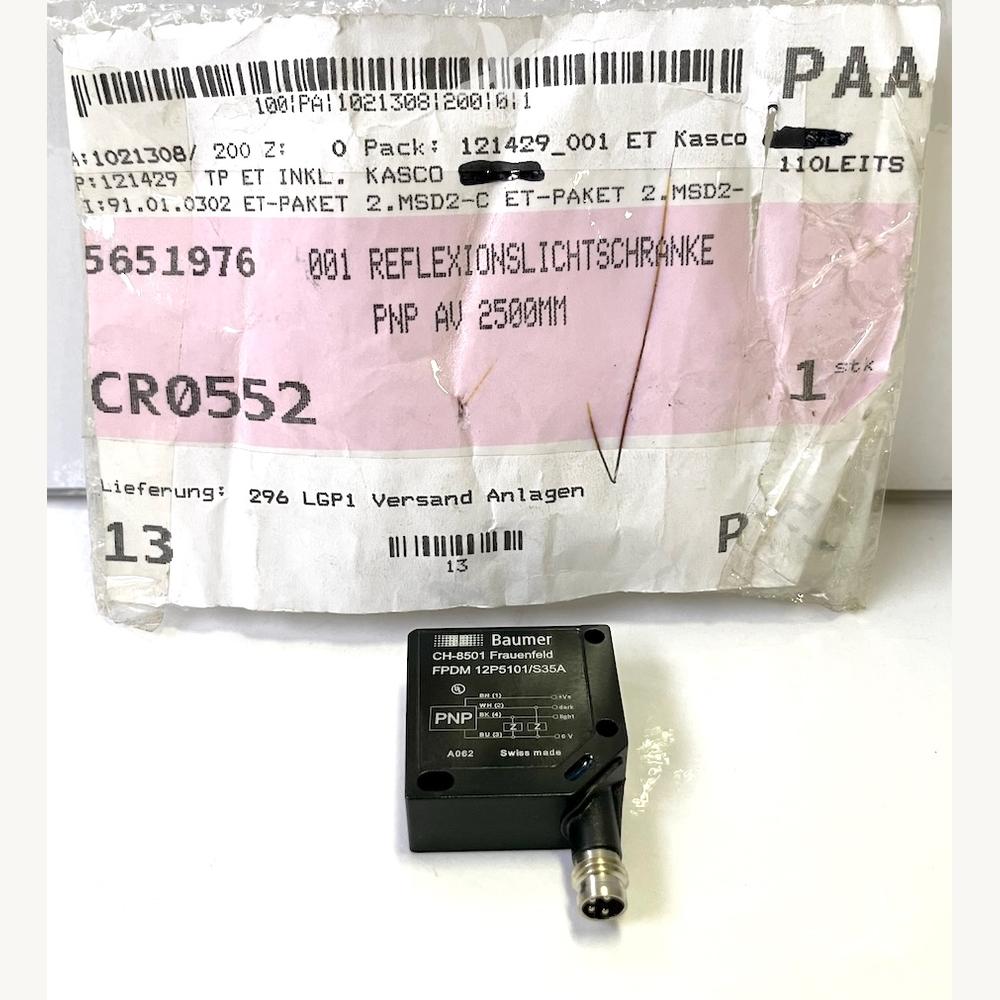 PAA
100|PA|1021308|200|0|1
A:1021308/ 200 Z: 0 Pack: 121429_001 ET Kasco
110LEITS
P:121429 TP ET INKL. KASCO
I:91.01.0302 ET-PAKET 2.MSD2-C ET-PAKET 2.MSD2-
5651976 001 REFLEXIONSLICHTSCHRANKE
PNP AV 2500MM
CR0552 1 stk
Lieferung: 296 LGP1 Versand Anlagen
13 P
13
Baumer
CH-8501 Frauenfeld
FPDM 12P5101/S35A
BN (1) +Vs
WH (2) dark
PNP BK (4) light
Z Z
BU (3) 0 V
A062 Swiss made